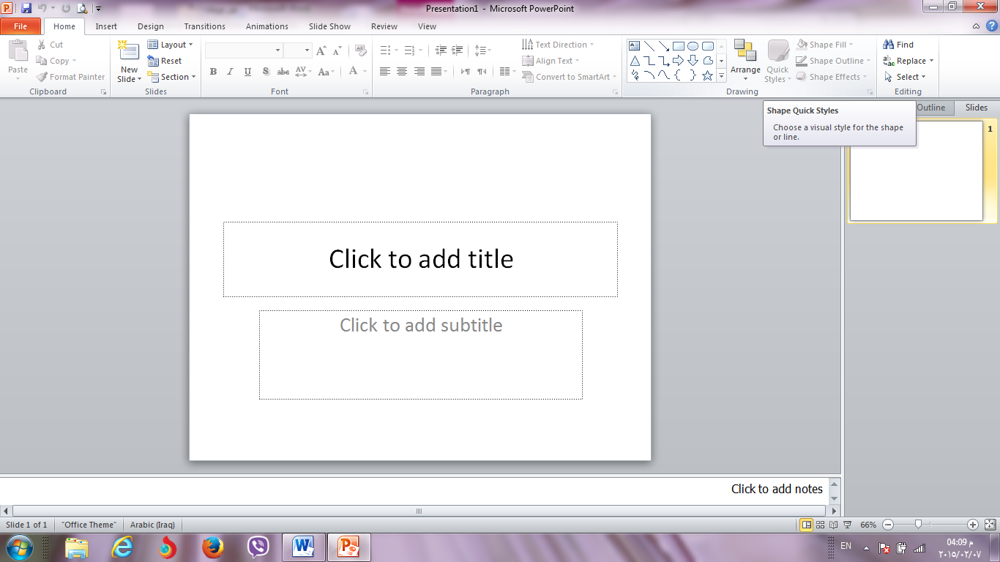 Presentation1 - Microsoft PowerPoint
File Home Insert Design Transitions Animations Slide Show Review View
Paste
Cut
Copy
Format Painter
Clipboard
New
Slide
Layout
Reset
Section
Slides
B I U S abc AV Aa A
Font
Text Direction
Align Text
Convert to SmartArt
Paragraph
Arrange
Quick
Styles
Shape Fill
Shape Outline
Shape Effects
Drawing
Find
Replace
Select
Editing
Shape Quick Styles
Choose a visual style for the shape
or line.
Outline Slides
1
Click to add title
Click to add subtitle
Click to add notes
Slide 1 of 1 "Office Theme" Arabic (Iraq) 66%
EN
04:09 م
٢٠١٥/٠٢/٠٧